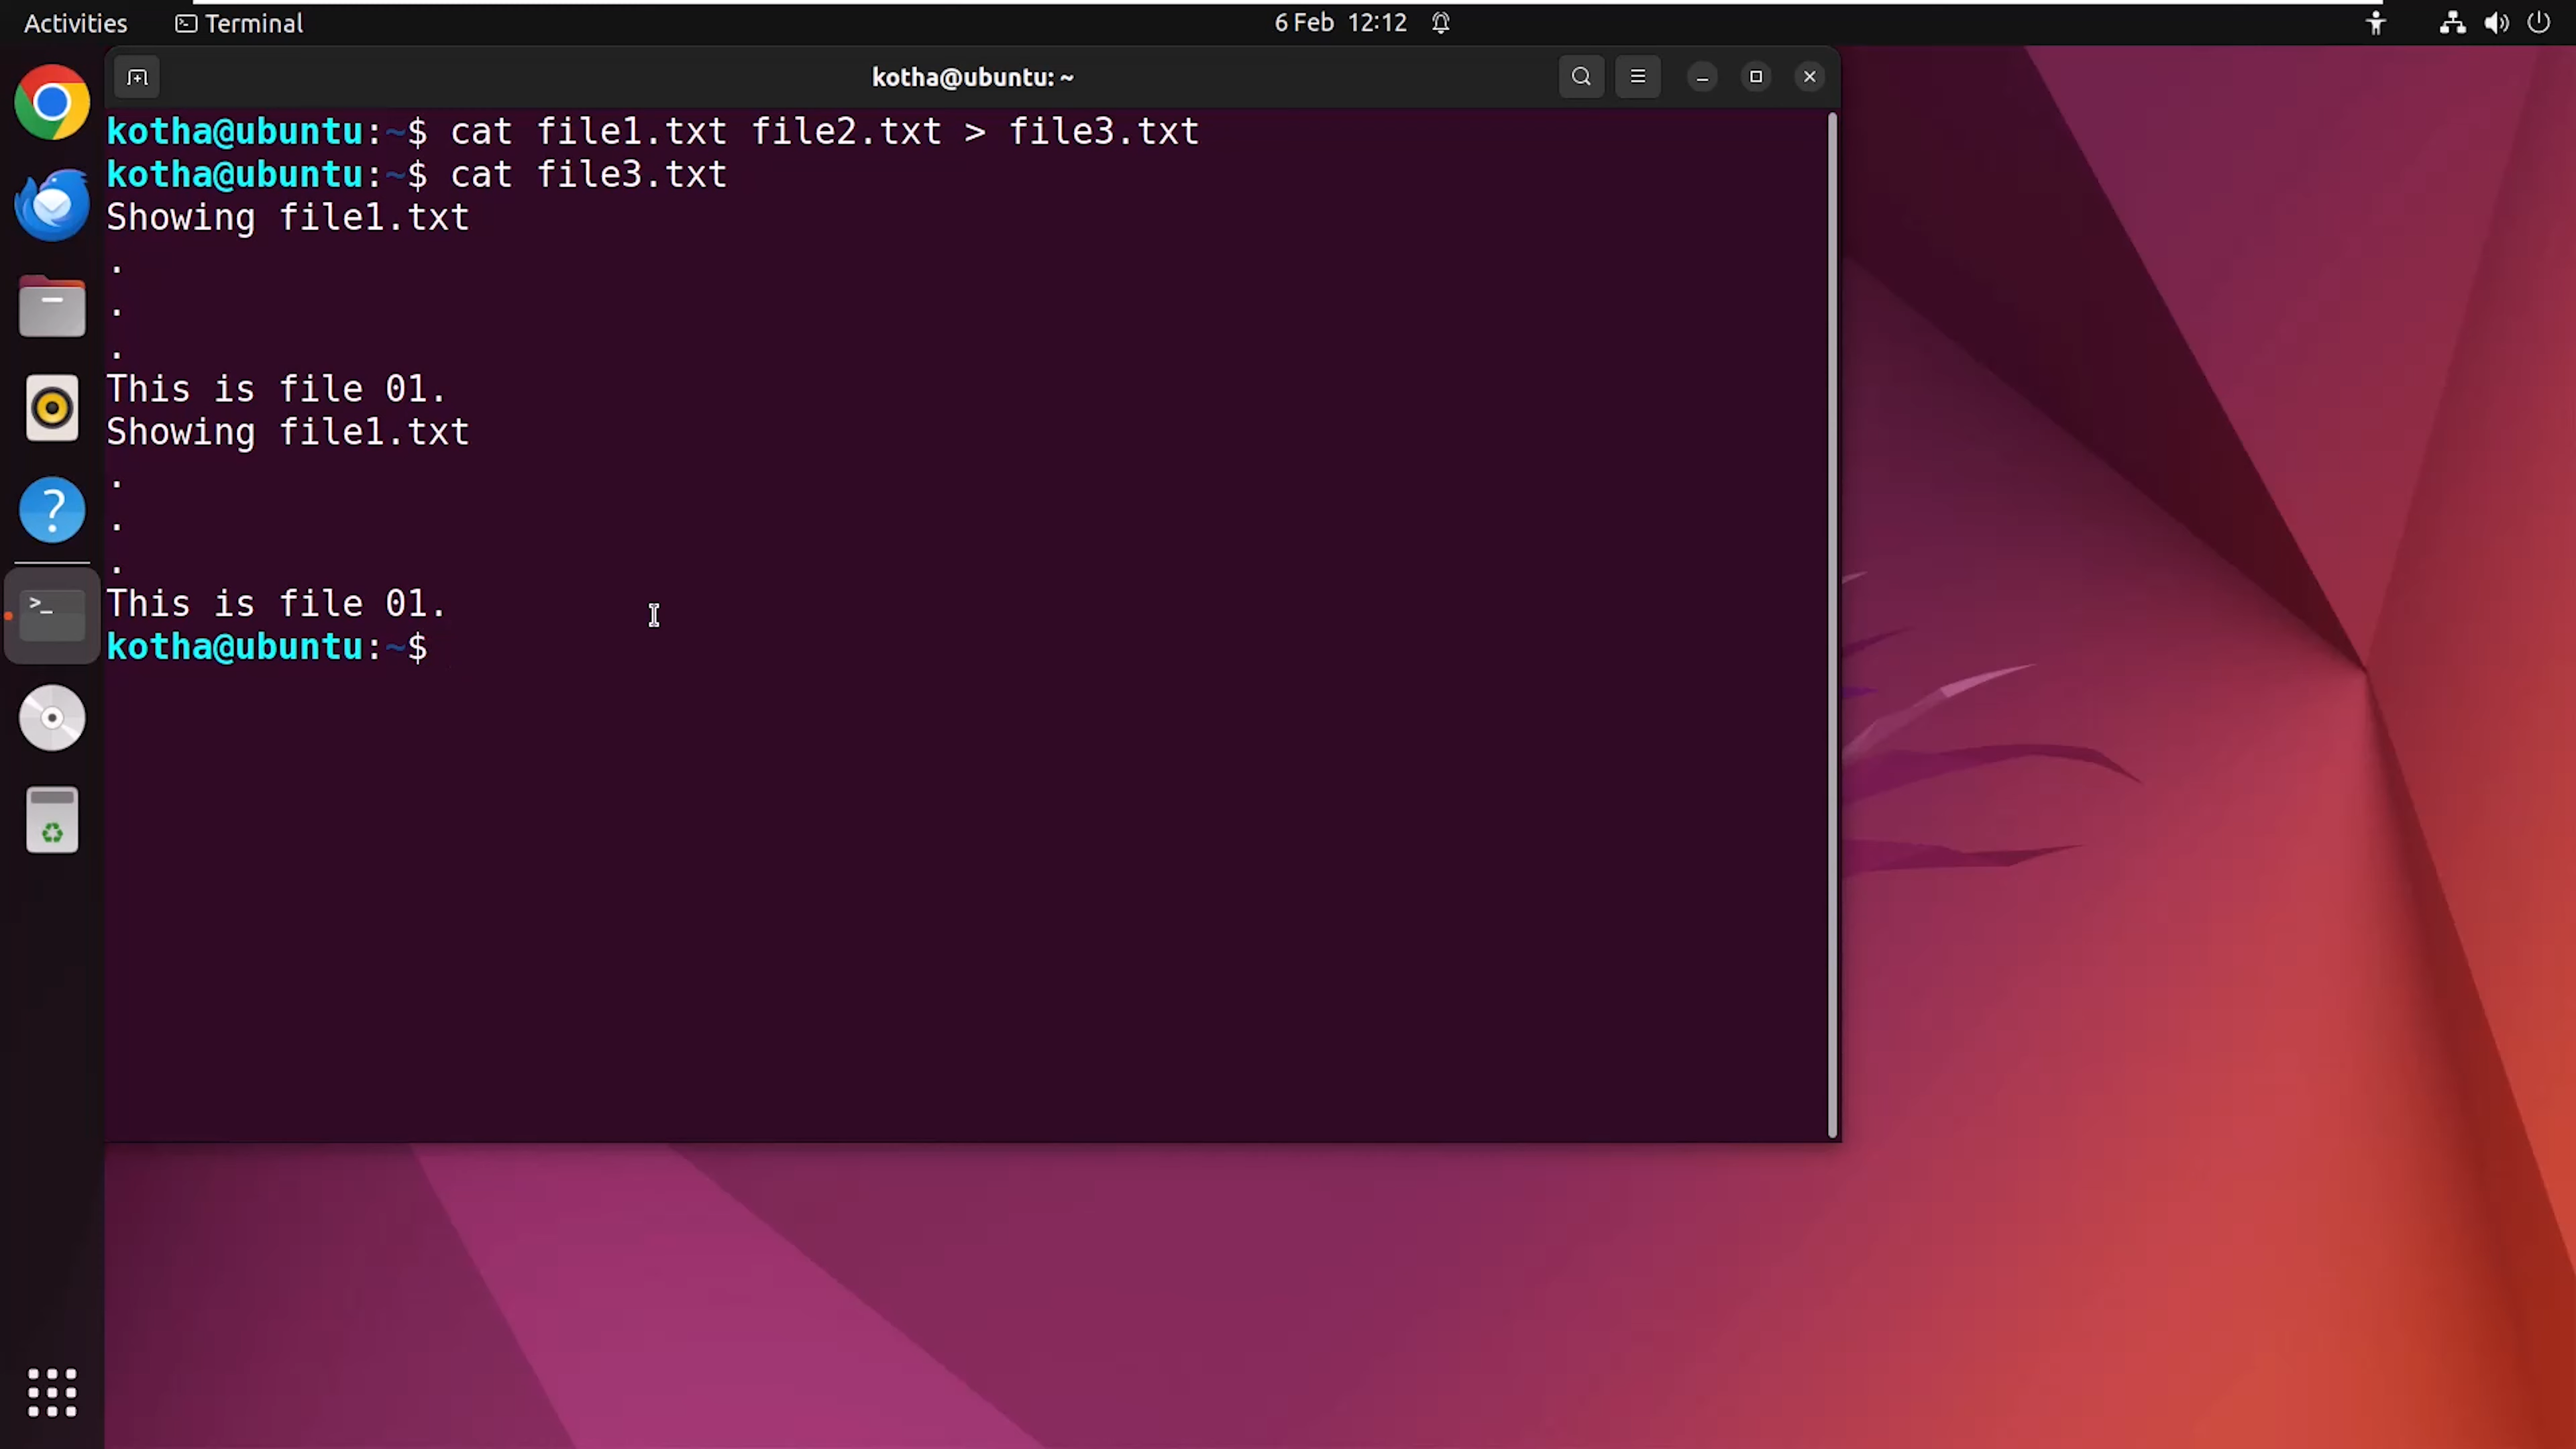 Activities Terminal 6 Feb 12:12
kotha@ubuntu: ~
kotha@ubuntu:~$ cat file1.txt file2.txt > file3.txt
kotha@ubuntu:~$ cat file3.txt
Showing file1.txt
.
.
.
This is file 01.
Showing file1.txt
.
.
.
This is file 01.
kotha@ubuntu:~$